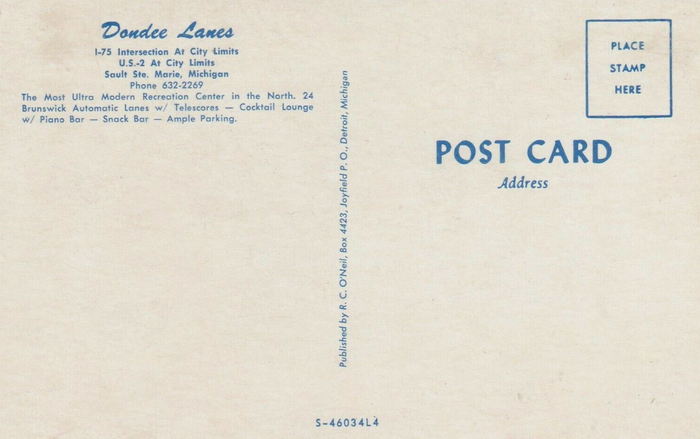 Dondee Lanes
I-75 Intersection At City Limits
U.S.-2 At City Limits
Sault Ste. Marie, Michigan
Phone 632-2269
The Most Ultra Modern Recreation Center in the North. 24
Brunswick Automatic Lanes w/ Telescores — Cocktail Lounge
w/ Piano Bar — Snack Bar — Ample Parking.
Published by R. C. O'Neil, Box 4423, Joyfield P. O., Detroit, Michigan
PLACE
STAMP
HERE
POST CARD
Address
S-46034L4